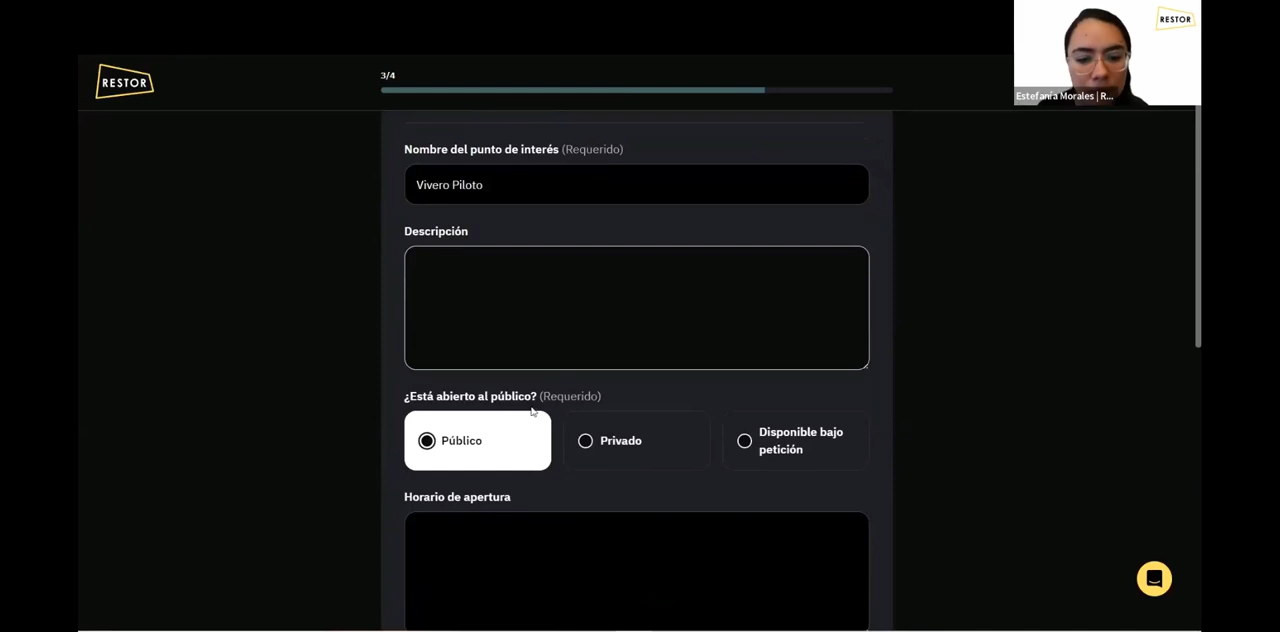 RESTOR
3/4
RESTOR
Estefanía Morales | R...
Nombre del punto de interés (Requerido)
Vivero Piloto
Descripción
¿Está abierto al público? (Requerido)
Público
Privado
Disponible bajo
petición
Horario de apertura